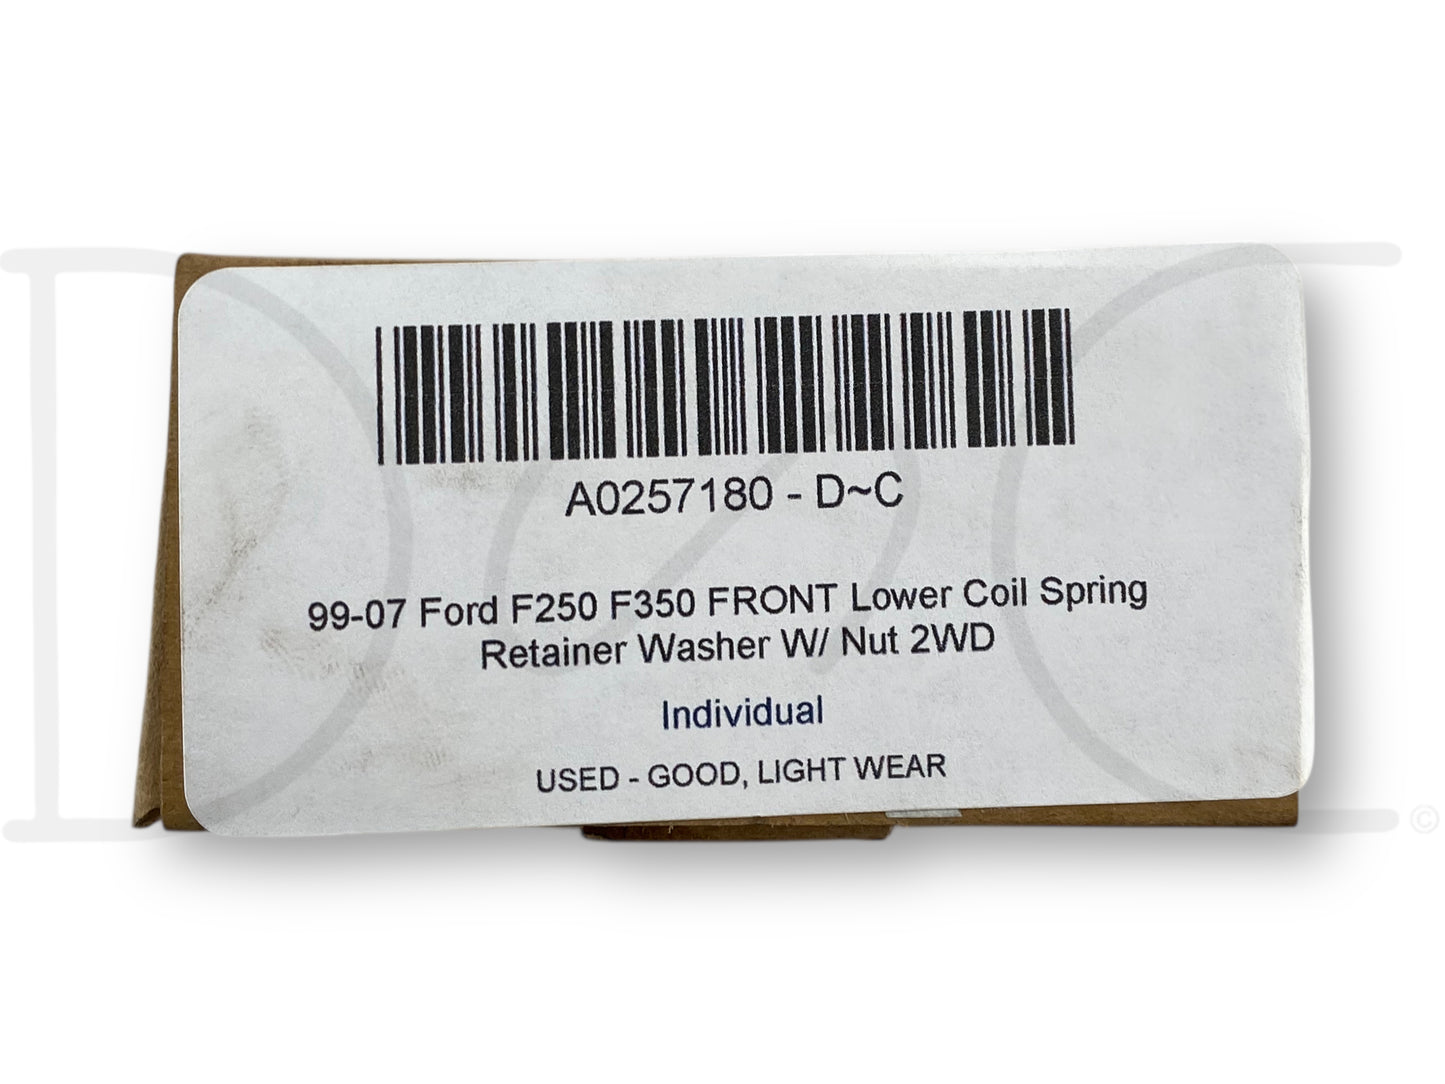 A0257180 - D~C
99-07 Ford F250 F350 FRONT Lower Coil Spring
Retainer Washer W/ Nut 2WD
Individual
USED - GOOD, LIGHT WEAR
©